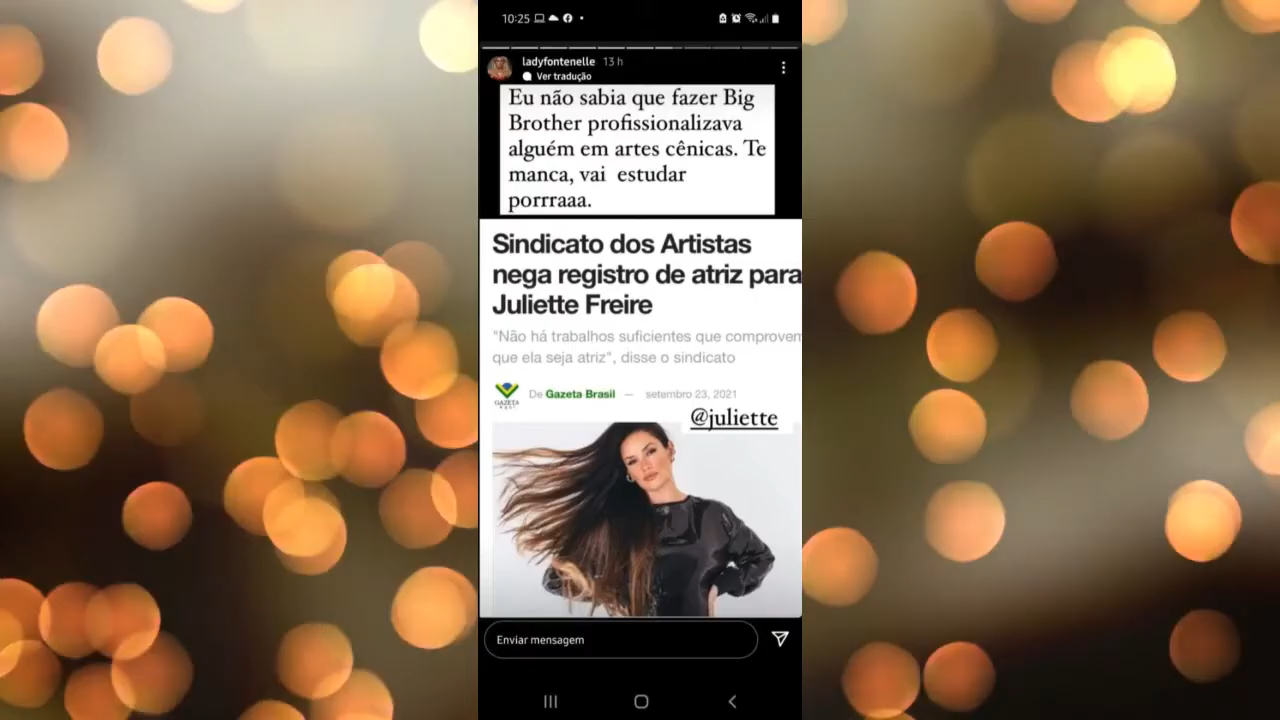 10:25
ladyfontenelle 13 h
Ver tradução
Eu não sabia que fazer Big
Brother profissionalizava
alguém em artes cênicas. Te
manca, vai estudar
porrraaa.
Sindicato dos Artistas
nega registro de atriz para
Juliette Freire
"Não há trabalhos suficientes que comprovem
que ela seja atriz", disse o sindicato
GAZETA
De Gazeta Brasil — setembro 23, 2021
@juliette
Enviar mensagem